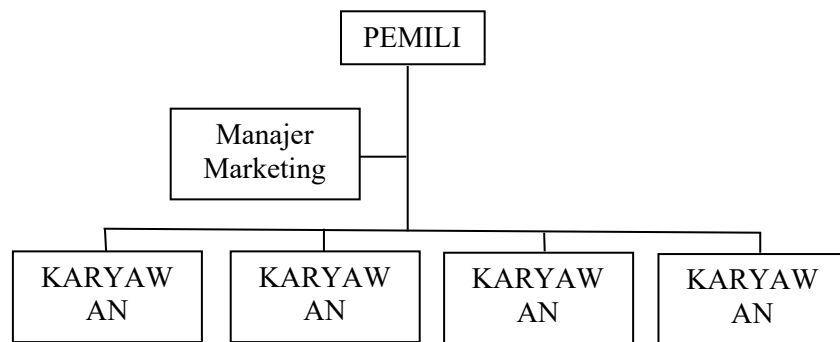 PEMILI
Manajer
Marketing
KARYAW
AN
KARYAW
AN
KARYAW
AN
KARYAW
AN